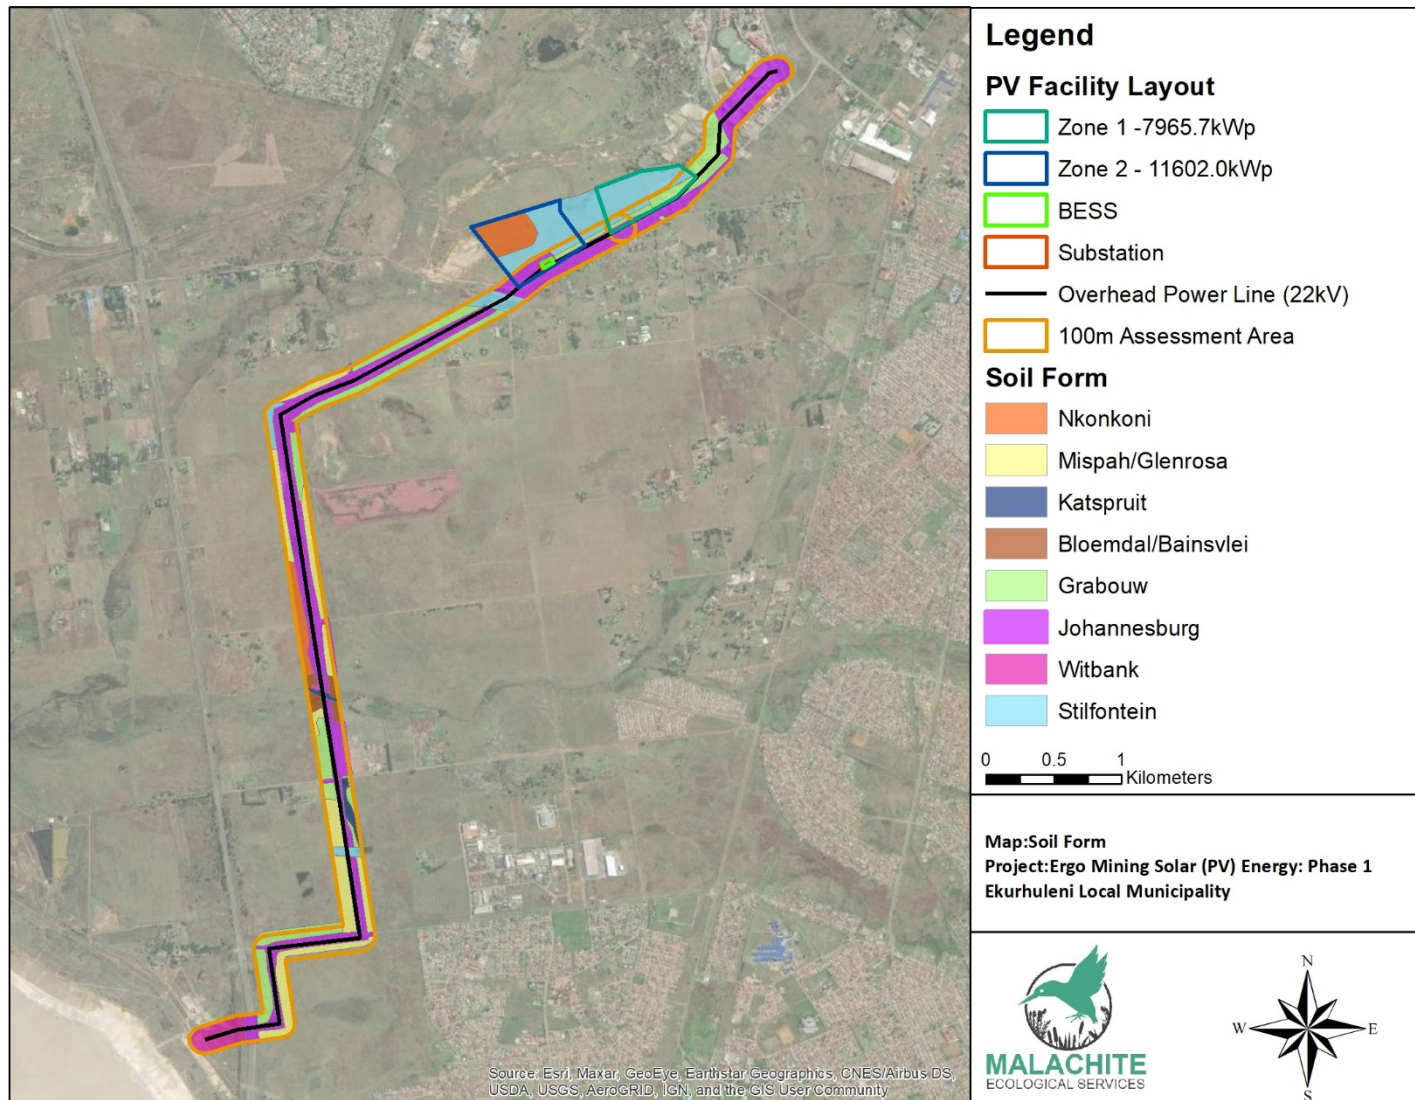 Legend
PV Facility Layout
Zone 1 -7965.7kWp
Zone 2 - 11602.0kWp
BESS
Substation
Overhead Power Line (22kV)
100m Assessment Area
Soil Form
Nkonkoni
Mispah/Glenrosa
Katspruit
Bloemdal/Bainsvlei
Grabouw
Johannesburg
Witbank
Stilfontein
0 0.5 1
Kilometers
Map:Soil Form
Project:Ergo Mining Solar (PV) Energy: Phase 1
Ekurhuleni Local Municipality
N
W E
S
MALACHITE
ECOLOGICAL SERVICES
Source: Esri, Maxar, GeoEye, Earthstar Geographics, CNES/Airbus DS,
USDA, USGS, AeroGRID, IGN, and the GIS User Community